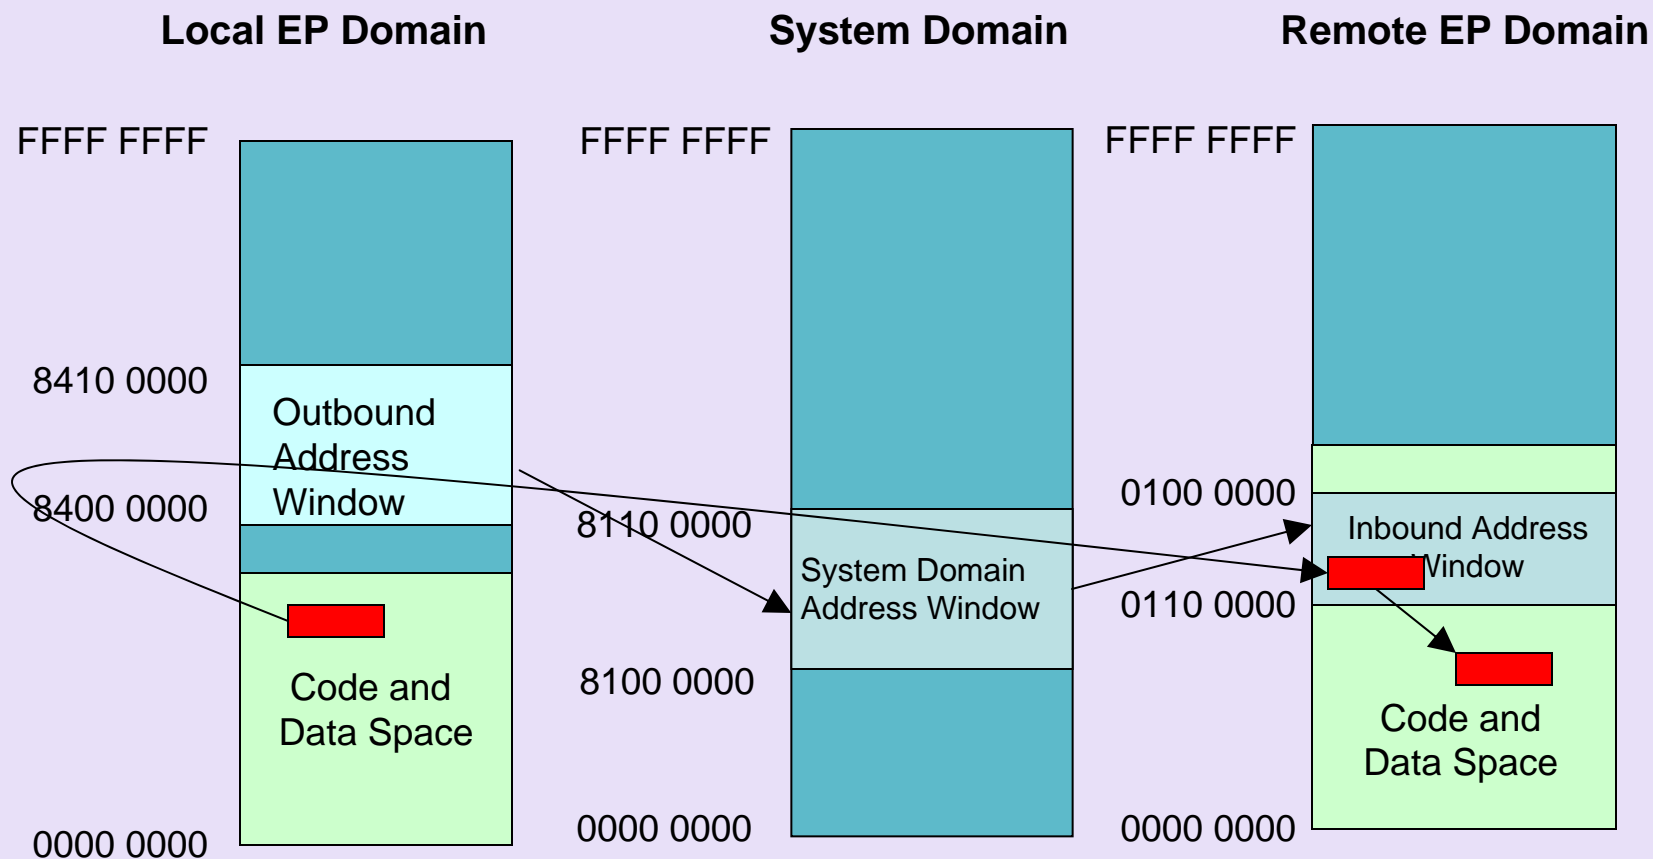 Local EP Domain
System Domain
Remote EP Domain
FFFF FFFF
8410 0000
Outbound
Address
Window
8400 0000
Code and
Data Space
0000 0000
FFFF FFFF
8110 0000
System Domain
Address Window
8100 0000
0000 0000
FFFF FFFF
0100 0000
Inbound Address
Window
0110 0000
Code and
Data Space
0000 0000